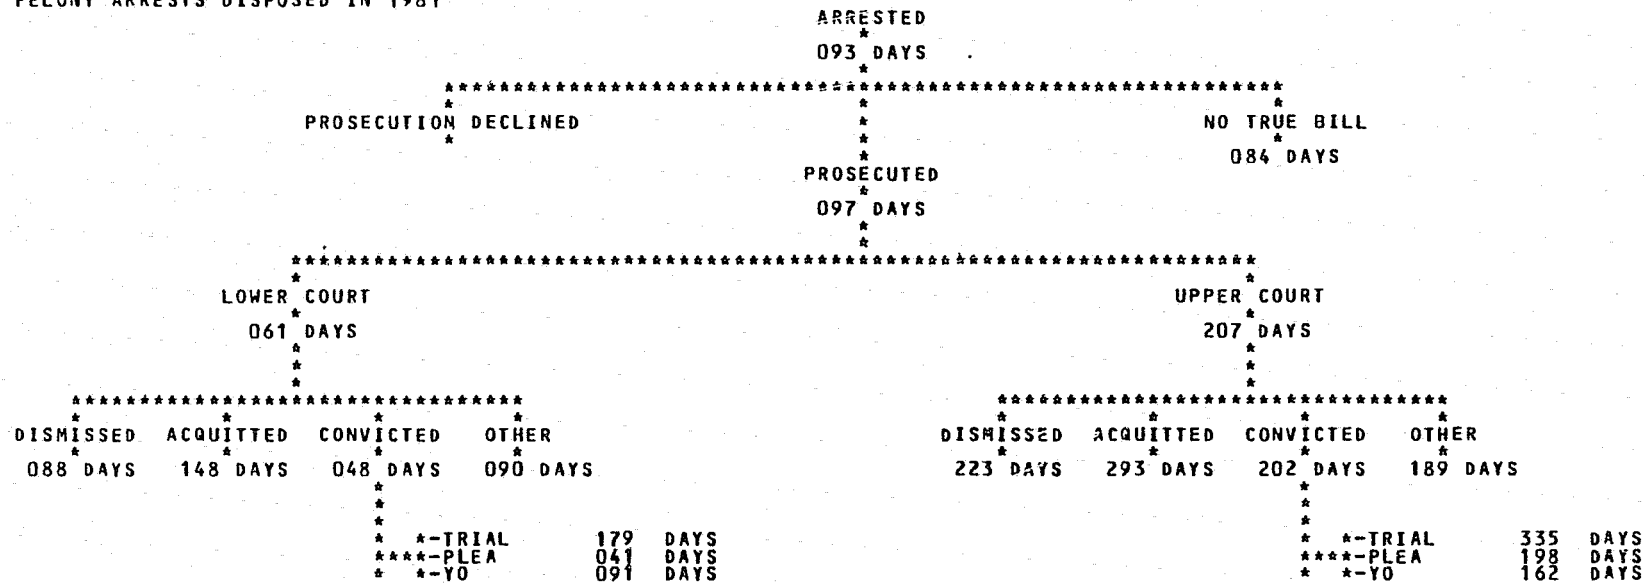 FELONY ARRESTS DISPOSED IN 1981
ARRESTED
093 DAYS
PROSECUTION DECLINED
NO TRUE BILL
084 DAYS
PROSECUTED
097 DAYS
LOWER COURT
UPPER COURT
061 DAYS
207 DAYS
DISMISSED ACQUITTED CONVICTED OTHER
DISMISSED ACQUITTED CONVICTED OTHER
088 DAYS 148 DAYS 048 DAYS 090 DAYS
223 DAYS 293 DAYS 202 DAYS 189 DAYS
*-TRIAL 179 DAYS
****-PLEA 041 DAYS
* *-YO 091 DAYS
*-TRIAL 335 DAYS
****-PLEA 198 DAYS
* *-YO 162 DAYS